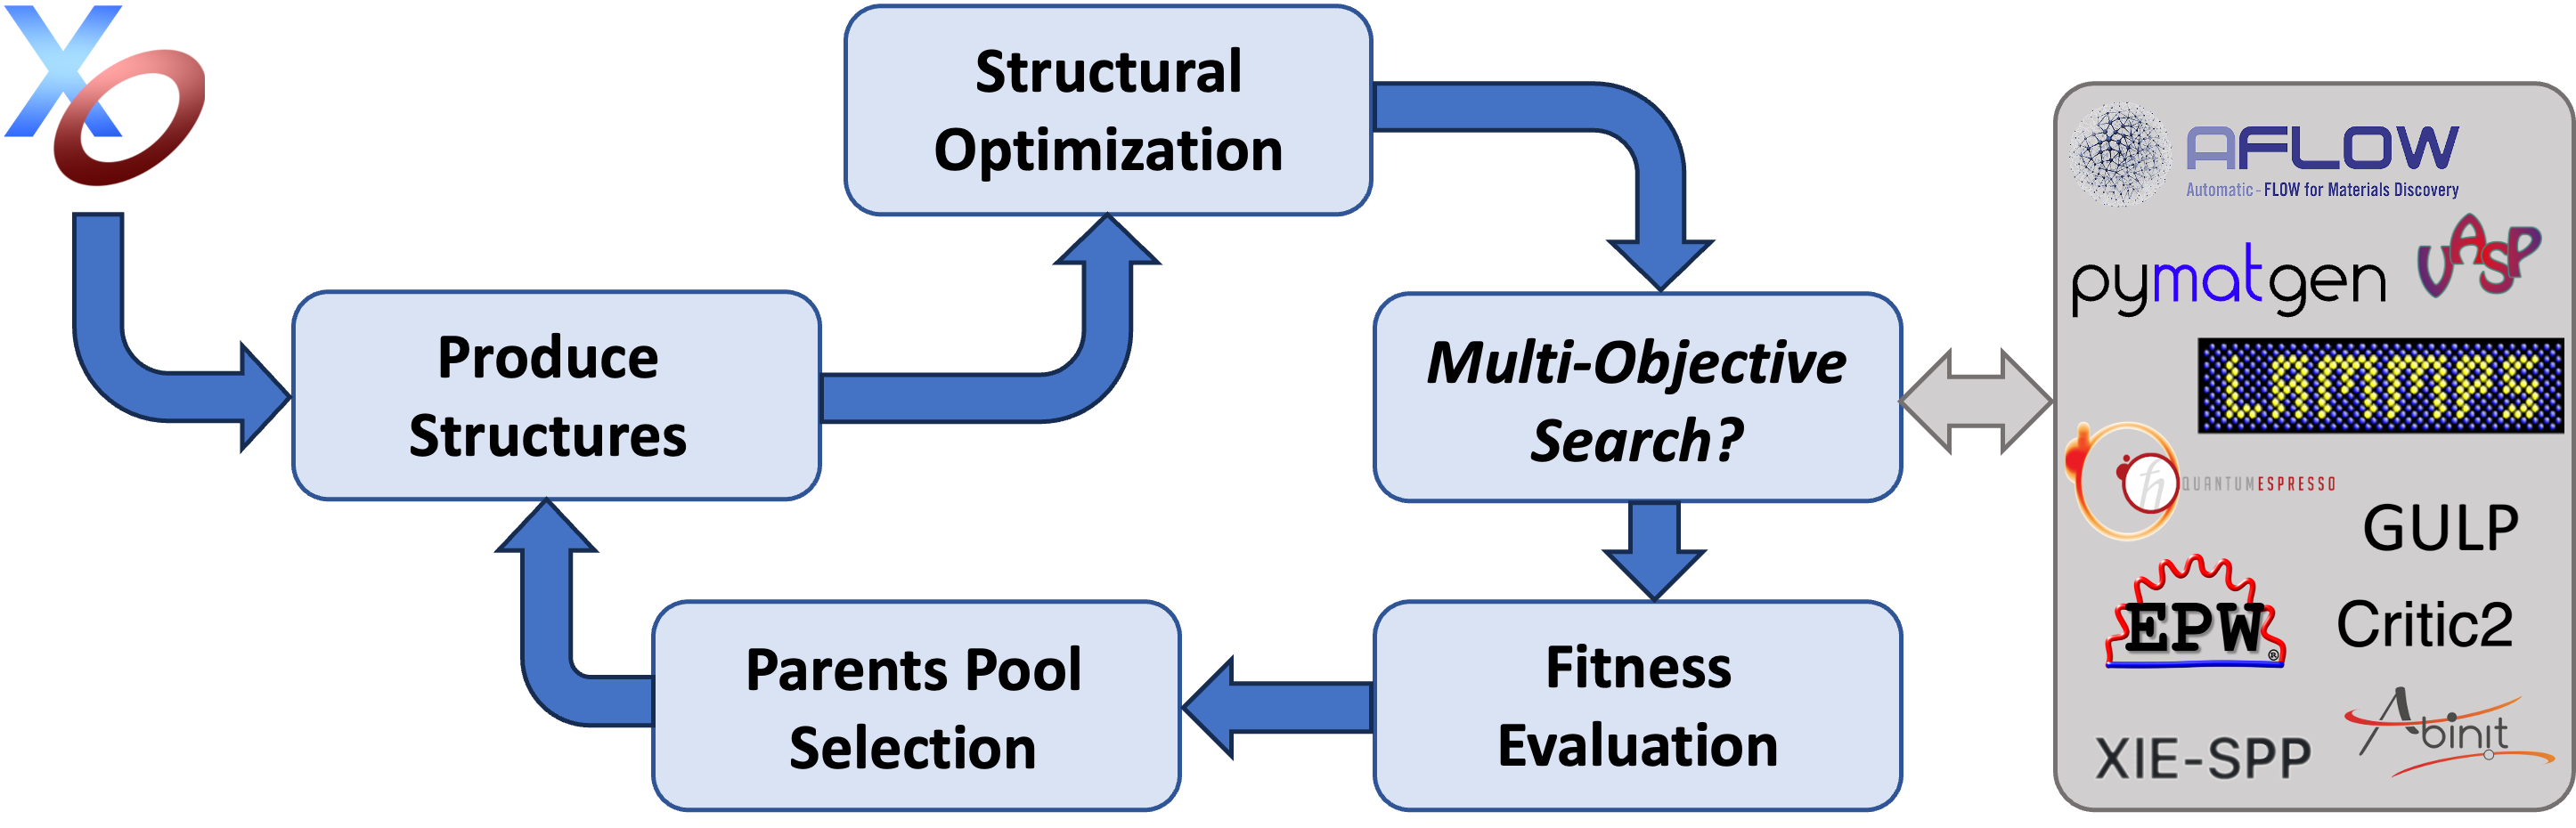 XO
Structural
Optimization
Produce
Structures
Multi-Objective
Search?
Parents Pool
Selection
Fitness
Evaluation
AFLOW
Automatic - FLOW for Materials Discovery
pymatgen
VASP
LAMMPS
ℏ
QUANTUMESPRESSO
GULP
EPW®
Critic2
XIE-SPP
Abinit